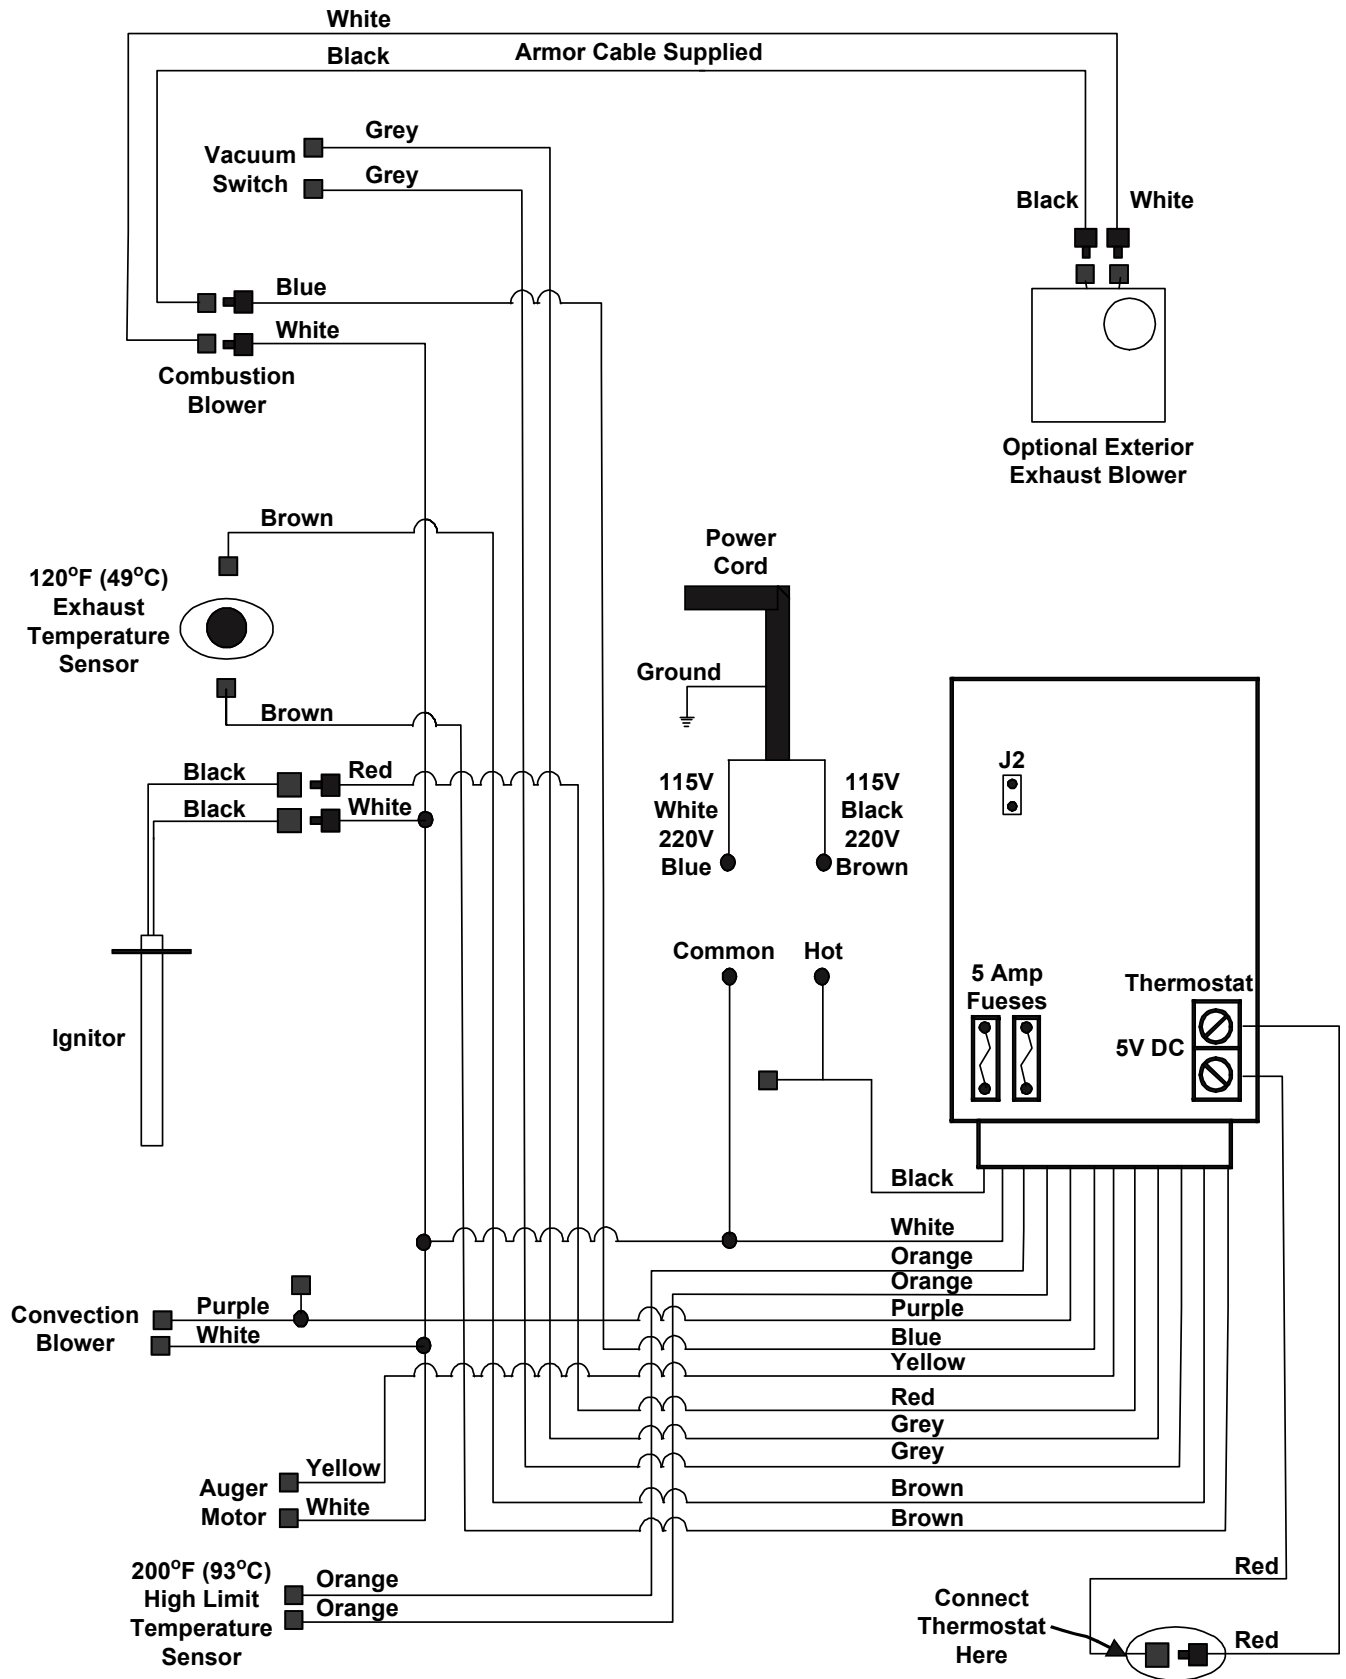 White
Armor Cable Supplied
Black
Grey
Vacuum
Switch
Grey
Black
White
Blue
White
Combustion
Blower
Optional Exterior
Exhaust Blower
Brown
120°F (49°C)
Exhaust
Temperature
Sensor
Brown
Power
Cord
Ground
115V
White
220V
Blue
115V
Black
220V
Brown
J2
Black
Red
Black
White
Ignitor
Common
Hot
5 Amp
Fueses
Thermostat
5V DC
Black
White
Orange
Orange
Purple
Blue
Yellow
Red
Grey
Grey
Brown
Brown
Convection
Blower
Purple
White
Auger
Motor
Yellow
White
200°F (93°C)
High Limit
Temperature
Sensor
Orange
Orange
Red
Connect
Thermostat
Here
Red